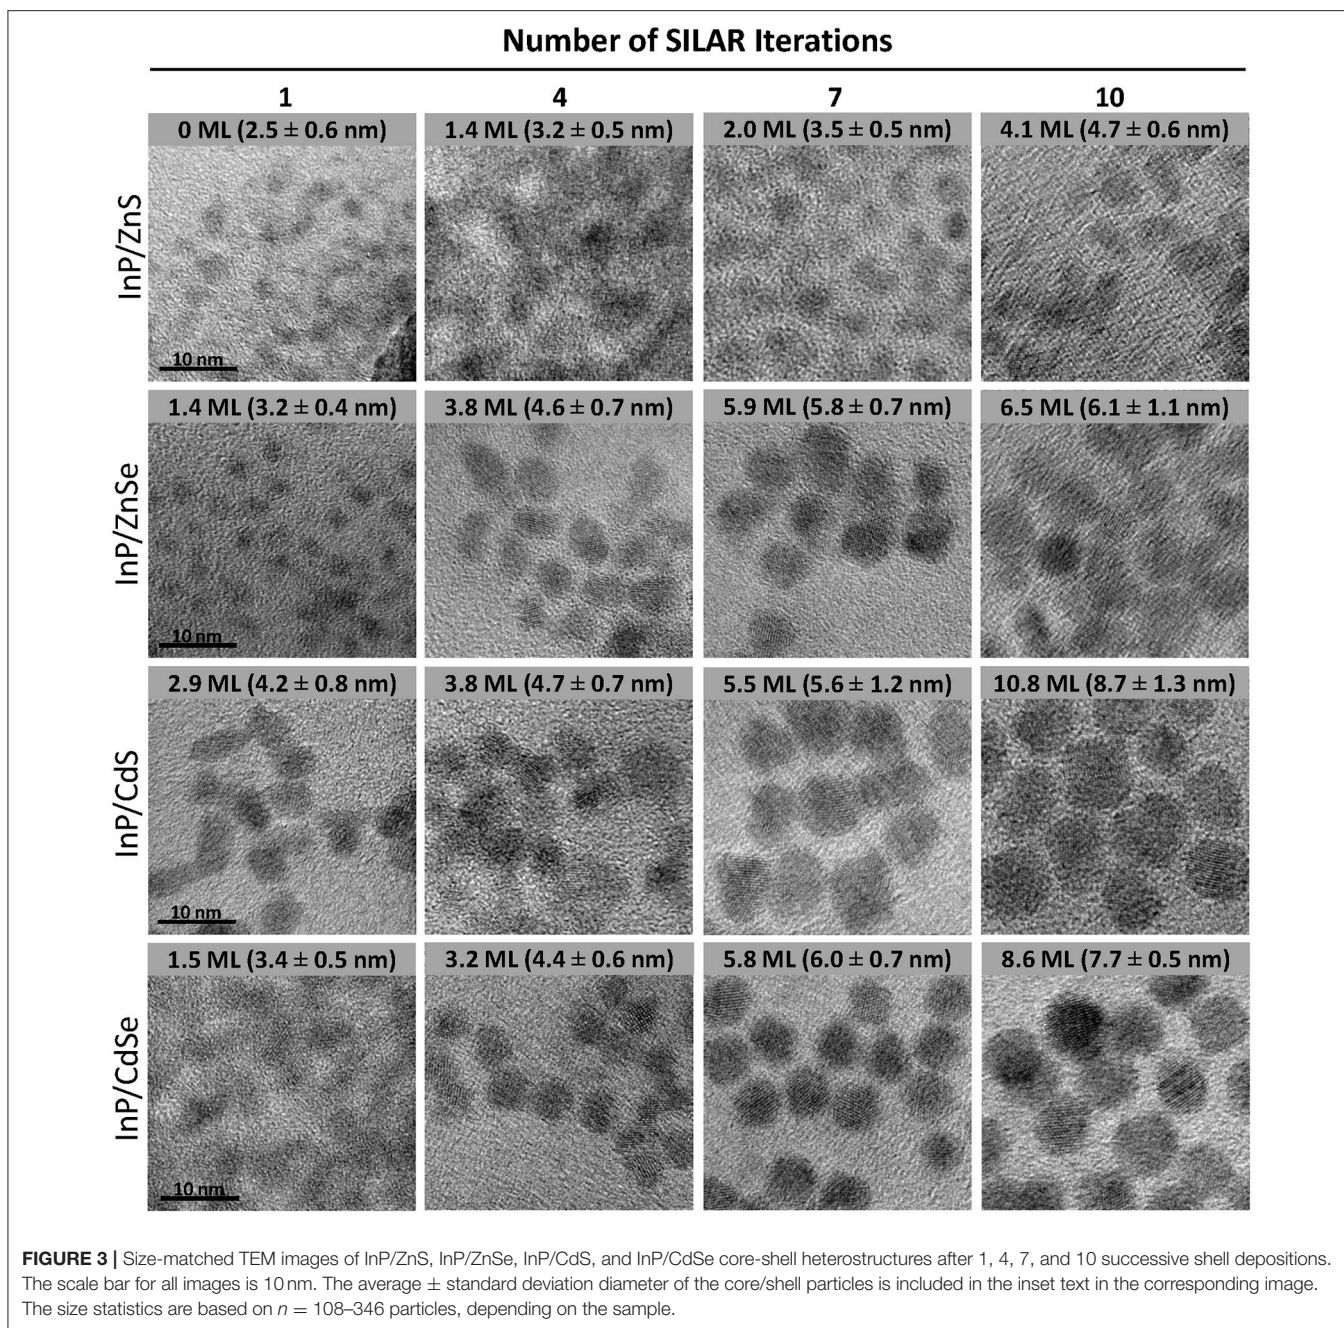 Number of SILAR Iterations
1 4 7 10
InP/ZnS
0 ML (2.5 ± 0.6 nm) 1.4 ML (3.2 ± 0.5 nm) 2.0 ML (3.5 ± 0.5 nm) 4.1 ML (4.7 ± 0.6 nm)
10 nm
InP/ZnSe
1.4 ML (3.2 ± 0.4 nm) 3.8 ML (4.6 ± 0.7 nm) 5.9 ML (5.8 ± 0.7 nm) 6.5 ML (6.1 ± 1.1 nm)
10 nm
InP/CdS
2.9 ML (4.2 ± 0.8 nm) 3.8 ML (4.7 ± 0.7 nm) 5.5 ML (5.6 ± 1.2 nm) 10.8 ML (8.7 ± 1.3 nm)
10 nm
InP/CdSe
1.5 ML (3.4 ± 0.5 nm) 3.2 ML (4.4 ± 0.6 nm) 5.8 ML (6.0 ± 0.7 nm) 8.6 ML (7.7 ± 0.5 nm)
10 nm
FIGURE 3 | Size-matched TEM images of InP/ZnS, InP/ZnSe, InP/CdS, and InP/CdSe core-shell heterostructures after 1, 4, 7, and 10 successive shell depositions.
The scale bar for all images is 10 nm. The average ± standard deviation diameter of the core/shell particles is included in the inset text in the corresponding image.
The size statistics are based on n = 108–346 particles, depending on the sample.